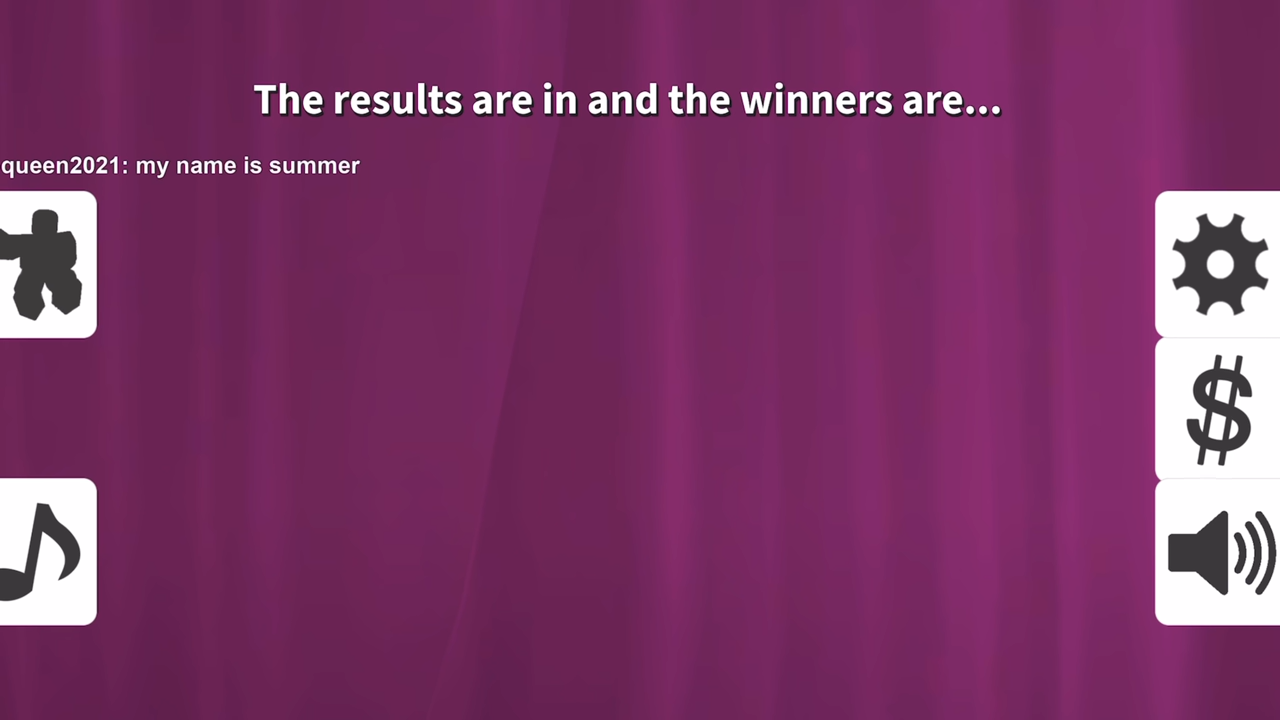 The results are in and the winners are...
queen2021: my name is summer